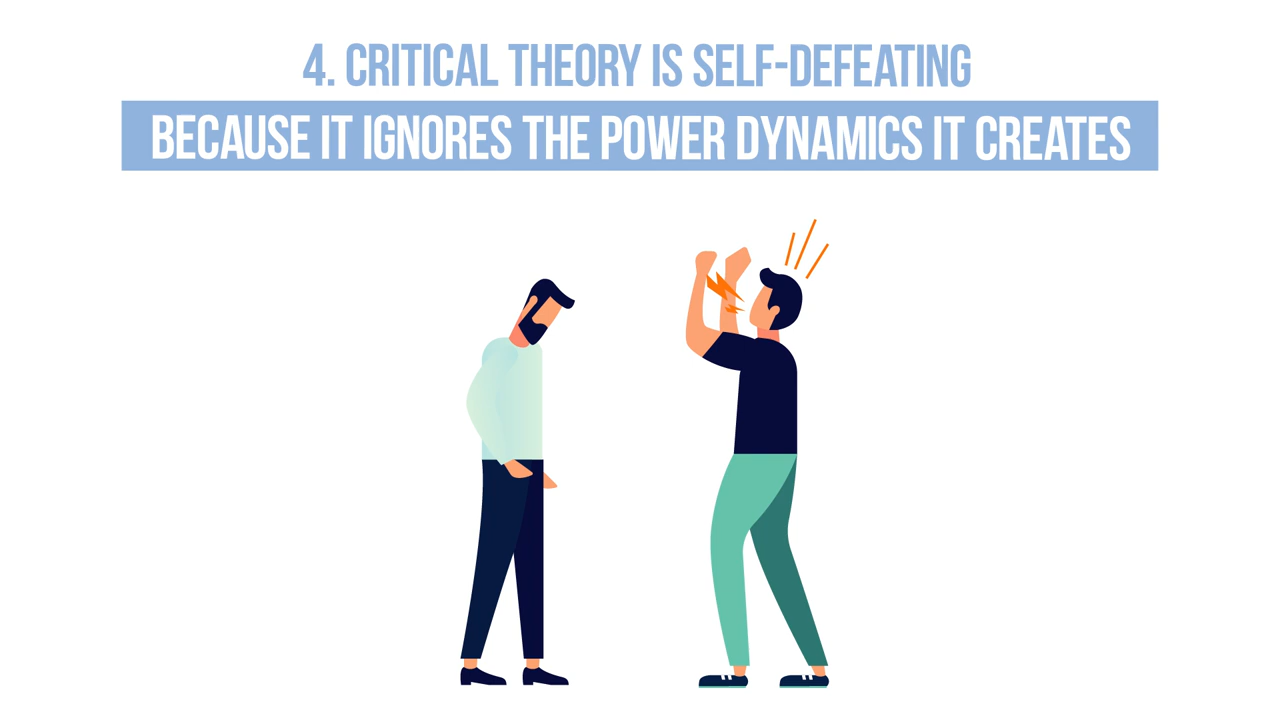 4. CRITICAL THEORY IS SELF-DEFEATING
BECAUSE IT IGNORES THE POWER DYNAMICS IT CREATES